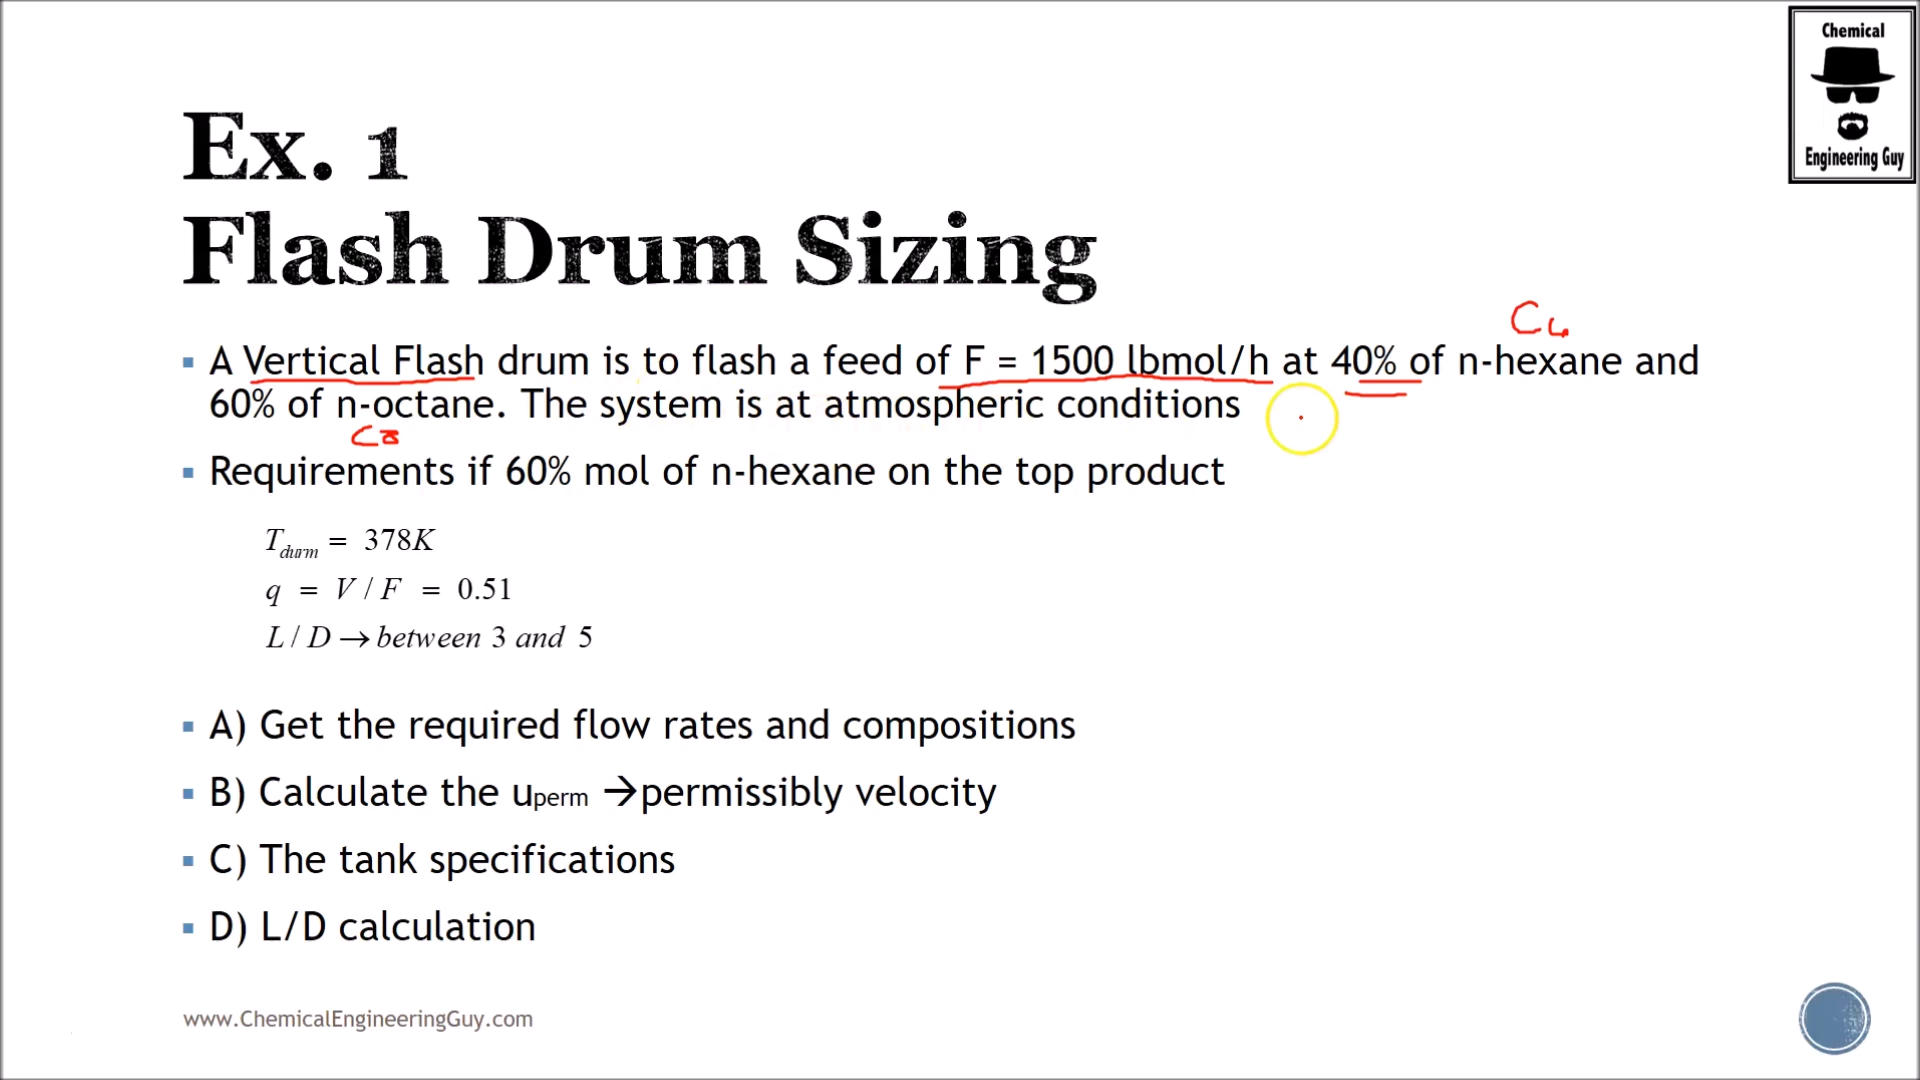 Chemical
Engineering Guy
Ex. 1
Flash Drum Sizing
C6
▪ A Vertical Flash drum is to flash a feed of F = 1500 lbmol/h at 40% of n-hexane and
60% of n-octane. The system is at atmospheric conditions
C8
▪ Requirements if 60% mol of n-hexane on the top product
T_durm = 378K
q = V / F = 0.51
L / D → between 3 and 5
▪ A) Get the required flow rates and compositions
▪ B) Calculate the uperm →permissibly velocity
▪ C) The tank specifications
▪ D) L/D calculation
www.ChemicalEngineeringGuy.com